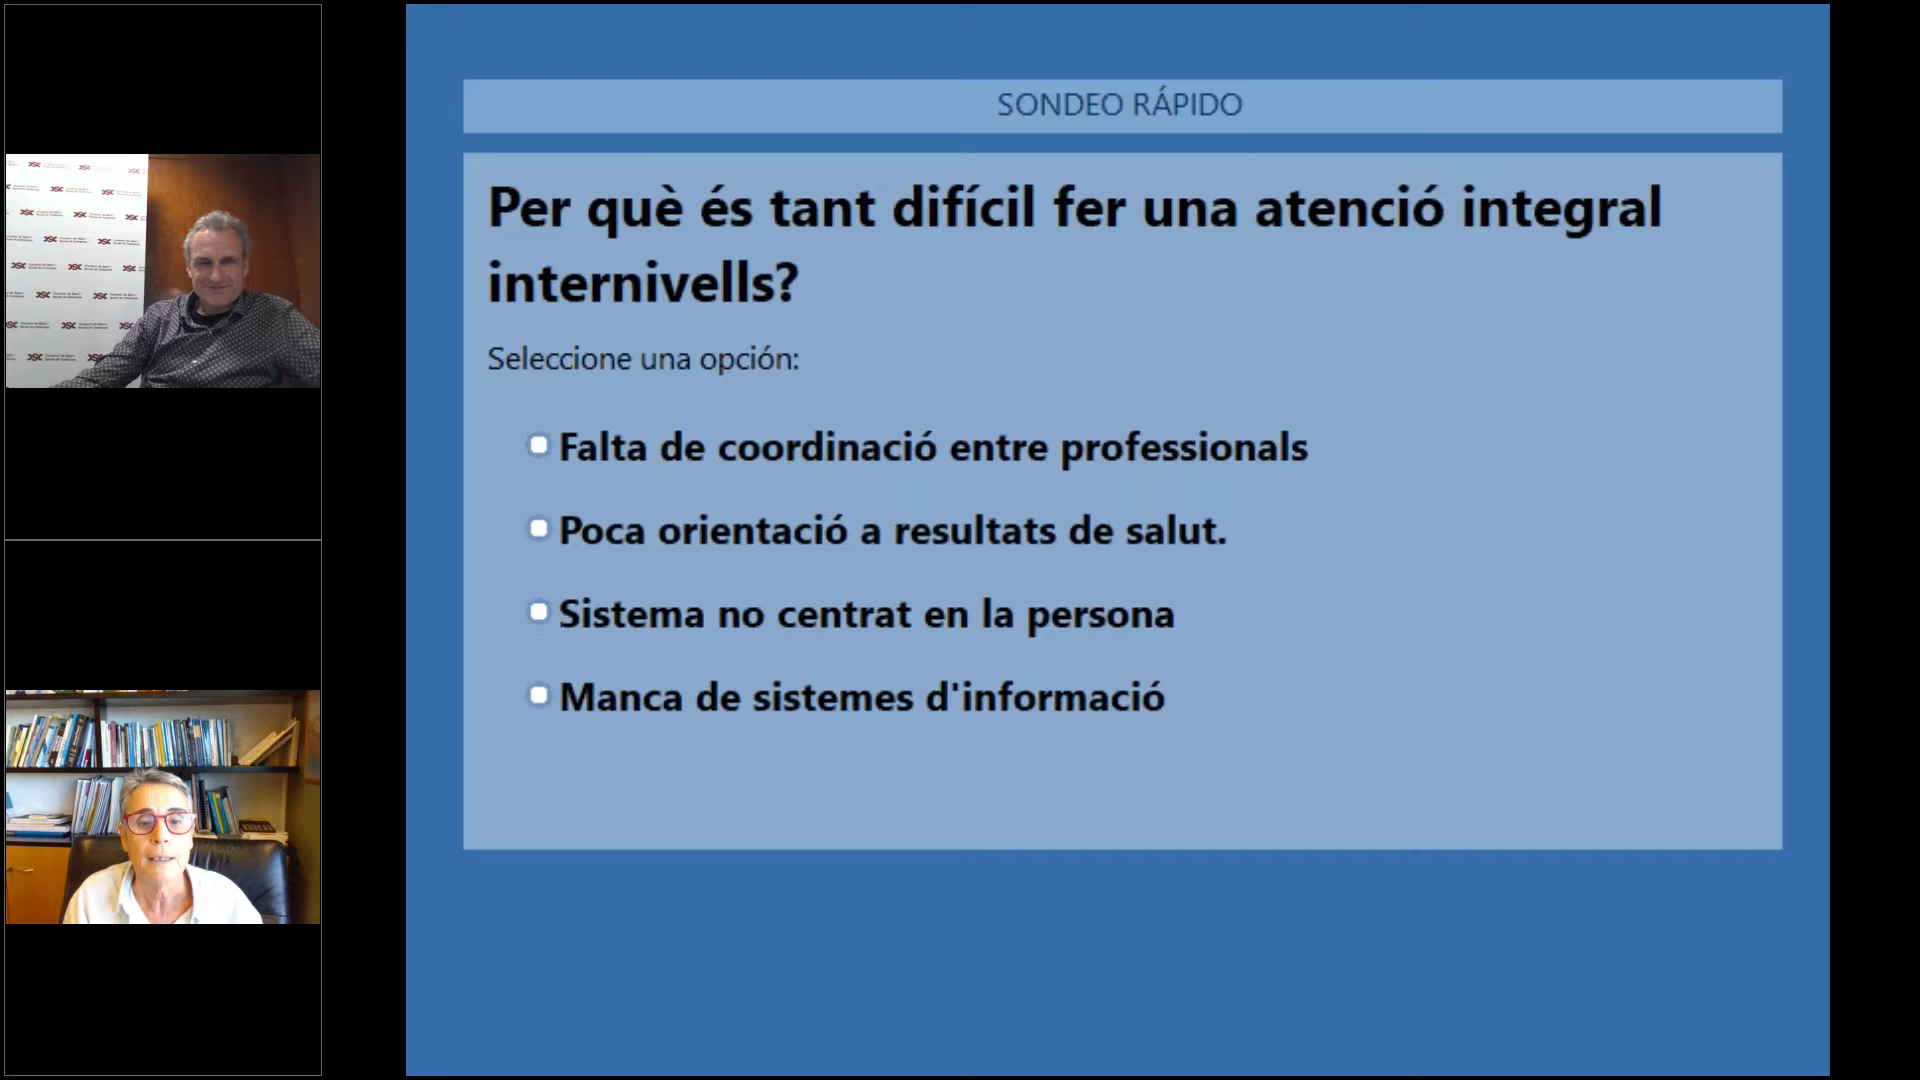 SONDEO RÁPIDO
Per què és tant difícil fer una atenció integral
internivells?
Seleccione una opción:
Falta de coordinació entre professionals
Poca orientació a resultats de salut.
Sistema no centrat en la persona
Manca de sistemes d'informació